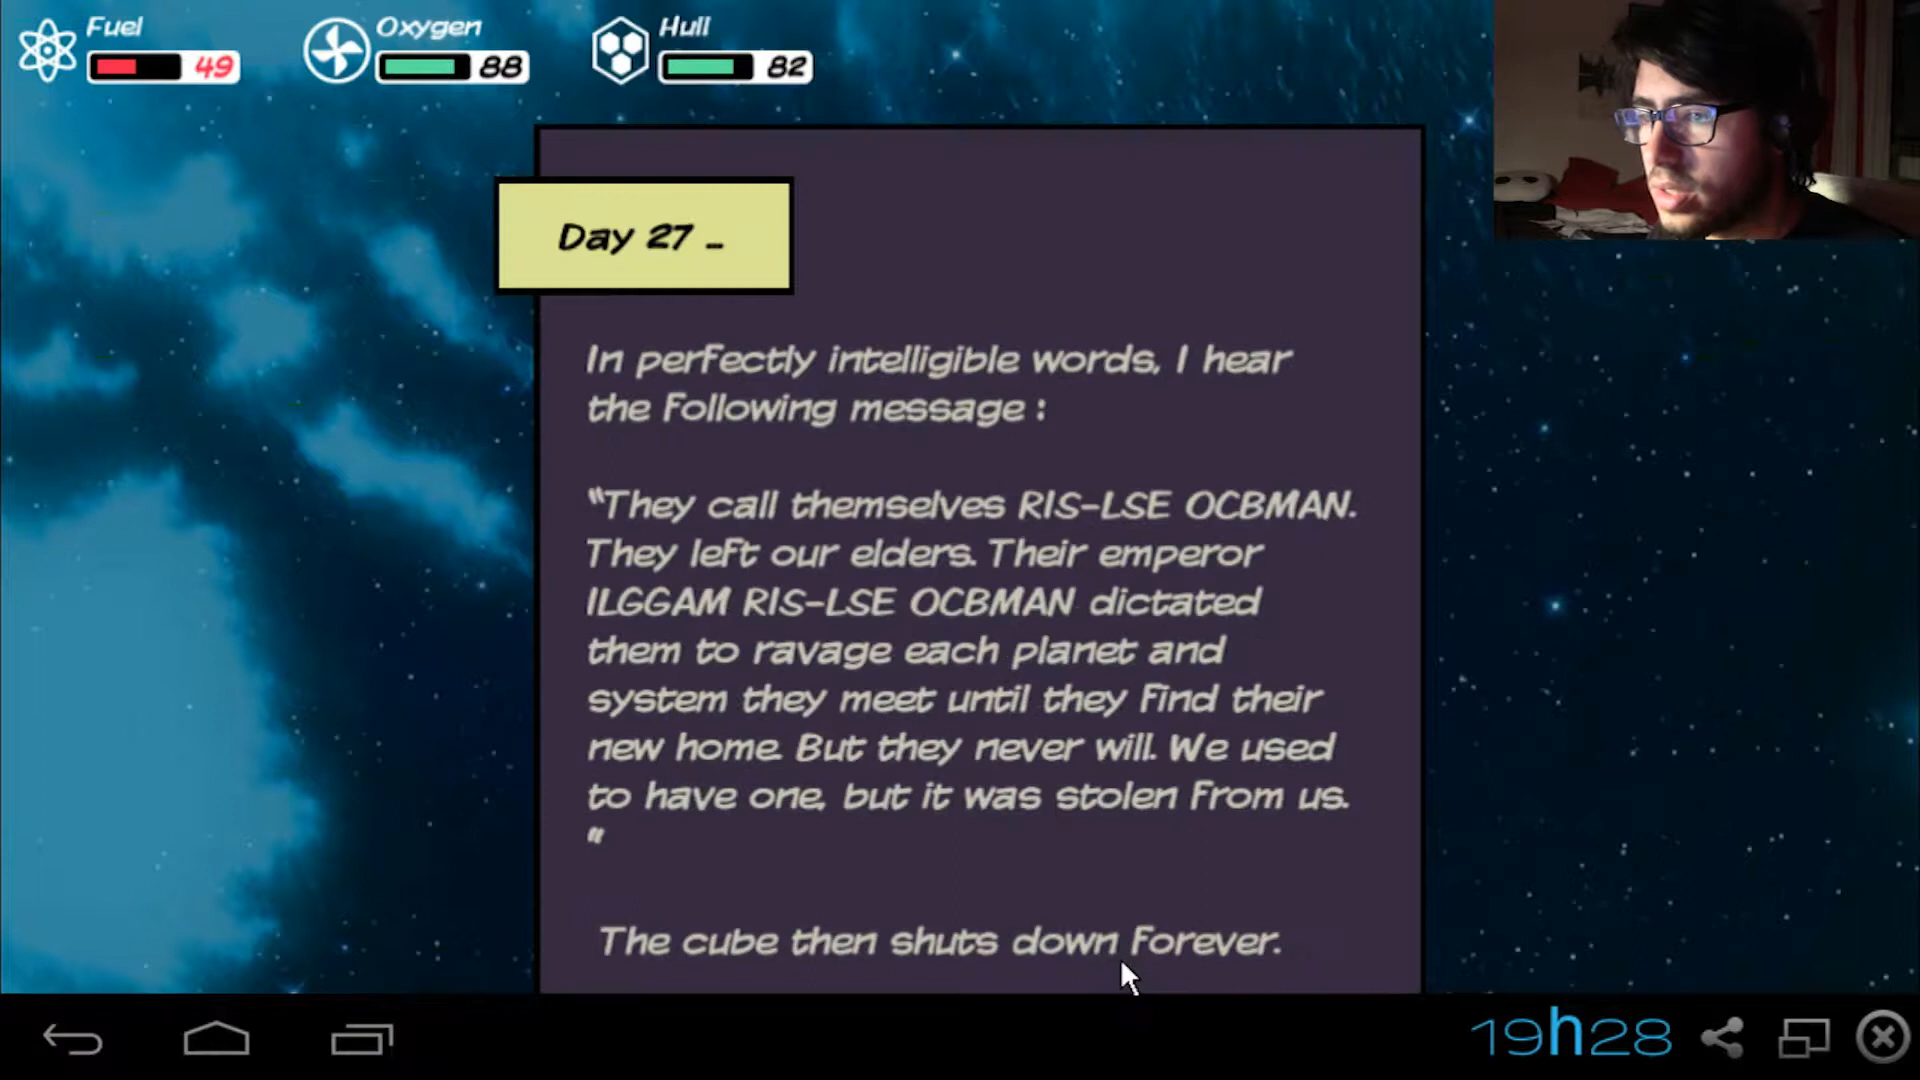 Fuel
49
Oxygen
88
Hull
82
Day 27 _
In perfectly intelligible words, I hear
the following message :
"They call themselves RIS-LSE OCBMAN.
They left our elders. Their emperor
ILGGAM RIS-LSE OCBMAN dictated
them to ravage each planet and
system they meet until they find their
new home. But they never will. We used
to have one, but it was stolen from us.
"
The cube then shuts down forever.
19h28